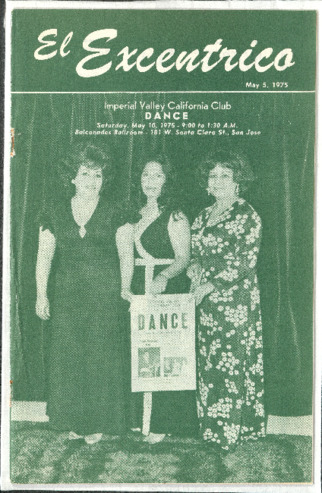 El Excentrico
May 5, 1975
Imperial Valley California Club
DANCE
Saturday, May 10, 1975 - 9:00 to 1:30 A.M.
Balconades Ballroom - 181 W. Santa Clara St., San Jose
DANCE